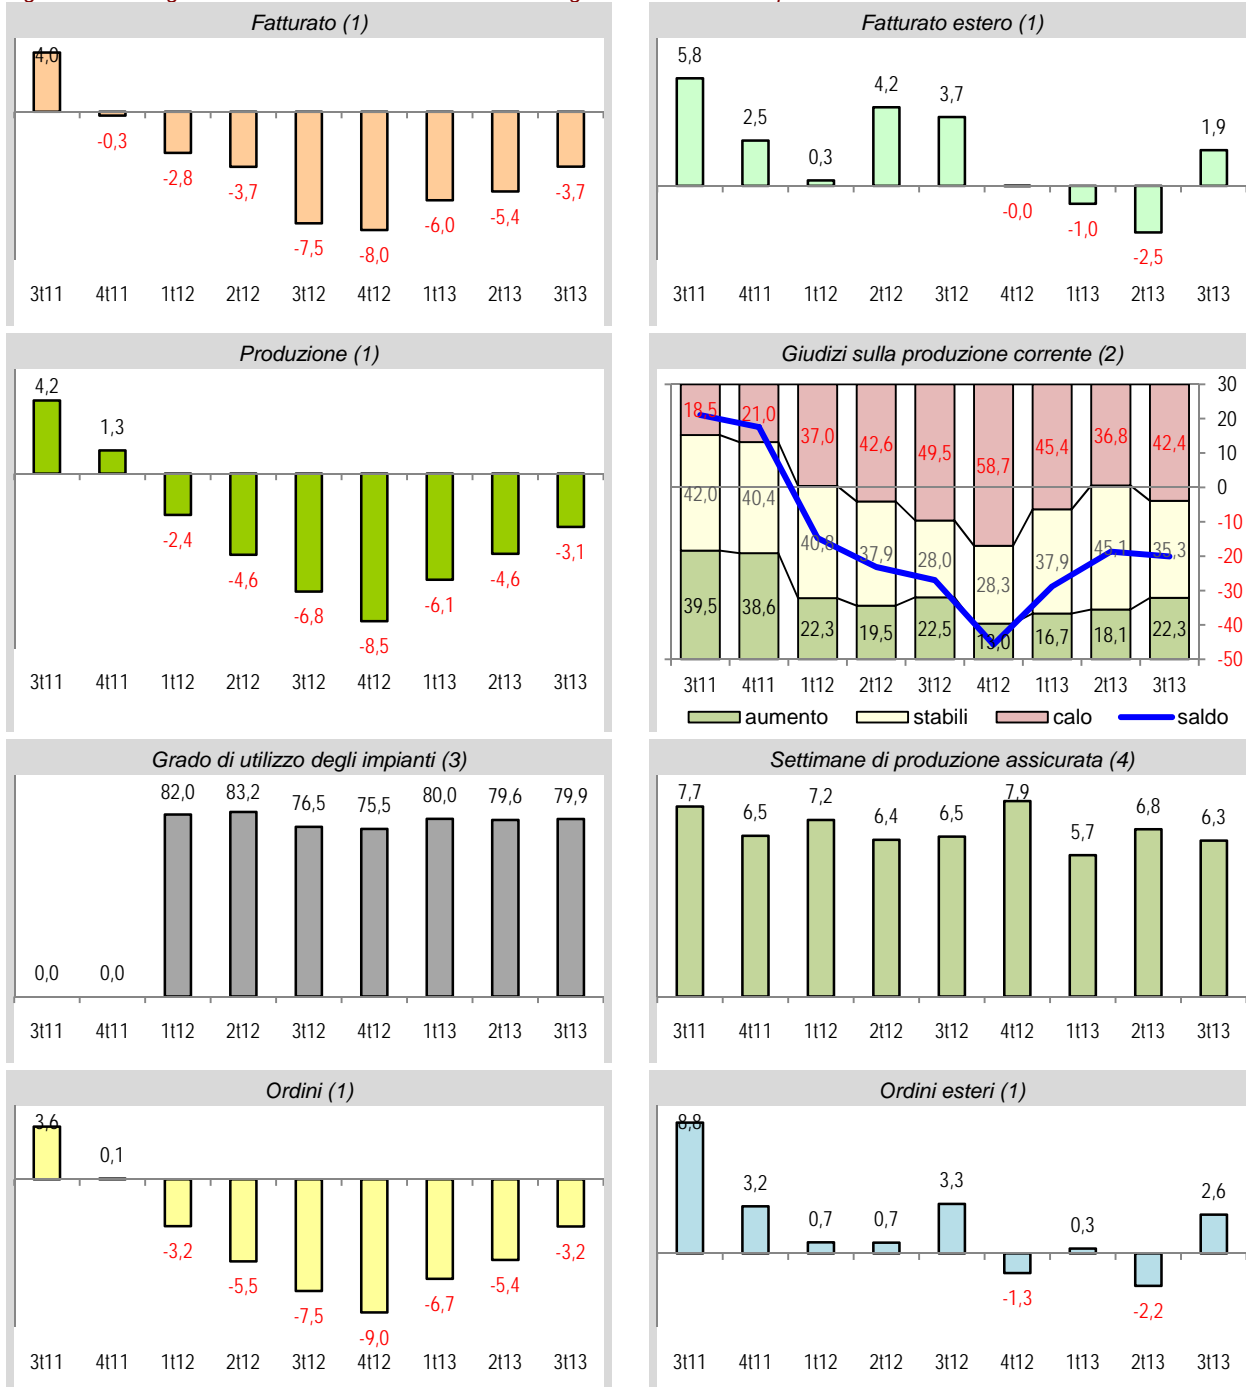 Fatturato (1)
4,0
-0,3
-2,8
-3,7
-7,5
-8,0
-6,0
-5,4
-3,7
3t11 4t11 1t12 2t12 3t12 4t12 1t13 2t13 3t13
Fatturato estero (1)
5,8
2,5
0,3
4,2
3,7
-0,0
-1,0
-2,5
1,9
3t11 4t11 1t12 2t12 3t12 4t12 1t13 2t13 3t13
Produzione (1)
4,2
1,3
-2,4
-4,6
-6,8
-8,5
-6,1
-4,6
-3,1
3t11 4t11 1t12 2t12 3t12 4t12 1t13 2t13 3t13
Giudizi sulla produzione corrente (2)
18,5 21,0 37,0 42,6 49,5 58,7 45,4 36,8 42,4
42,0 40,4 40,8 37,9 28,0 28,3 37,9 45,1 35,3
39,5 38,6 22,3 19,5 22,5 13,0 16,7 18,1 22,3
30
20
10
0
-10
-20
-30
-40
-50
3t11 4t11 1t12 2t12 3t12 4t12 1t13 2t13 3t13
aumento stabili calo saldo
Grado di utilizzo degli impianti (3)
0,0 0,0 82,0 83,2 76,5 75,5 80,0 79,6 79,9
3t11 4t11 1t12 2t12 3t12 4t12 1t13 2t13 3t13
Settimane di produzione assicurata (4)
7,7 6,5 7,2 6,4 6,5 7,9 5,7 6,8 6,3
3t11 4t11 1t12 2t12 3t12 4t12 1t13 2t13 3t13
Ordini (1)
3,6
0,1
-3,2
-5,5
-7,5
-9,0
-6,7
-5,4
-3,2
3t11 4t11 1t12 2t12 3t12 4t12 1t13 2t13 3t13
Ordini esteri (1)
8,8
3,2
0,7
0,7
3,3
-1,3
0,3
-2,2
2,6
3t11 4t11 1t12 2t12 3t12 4t12 1t13 2t13 3t13